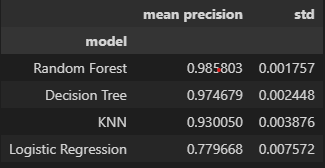 mean precision std
model
Random Forest 0.985803 0.001757
Decision Tree 0.974679 0.002448
KNN 0.930050 0.003876
Logistic Regression 0.779668 0.007572